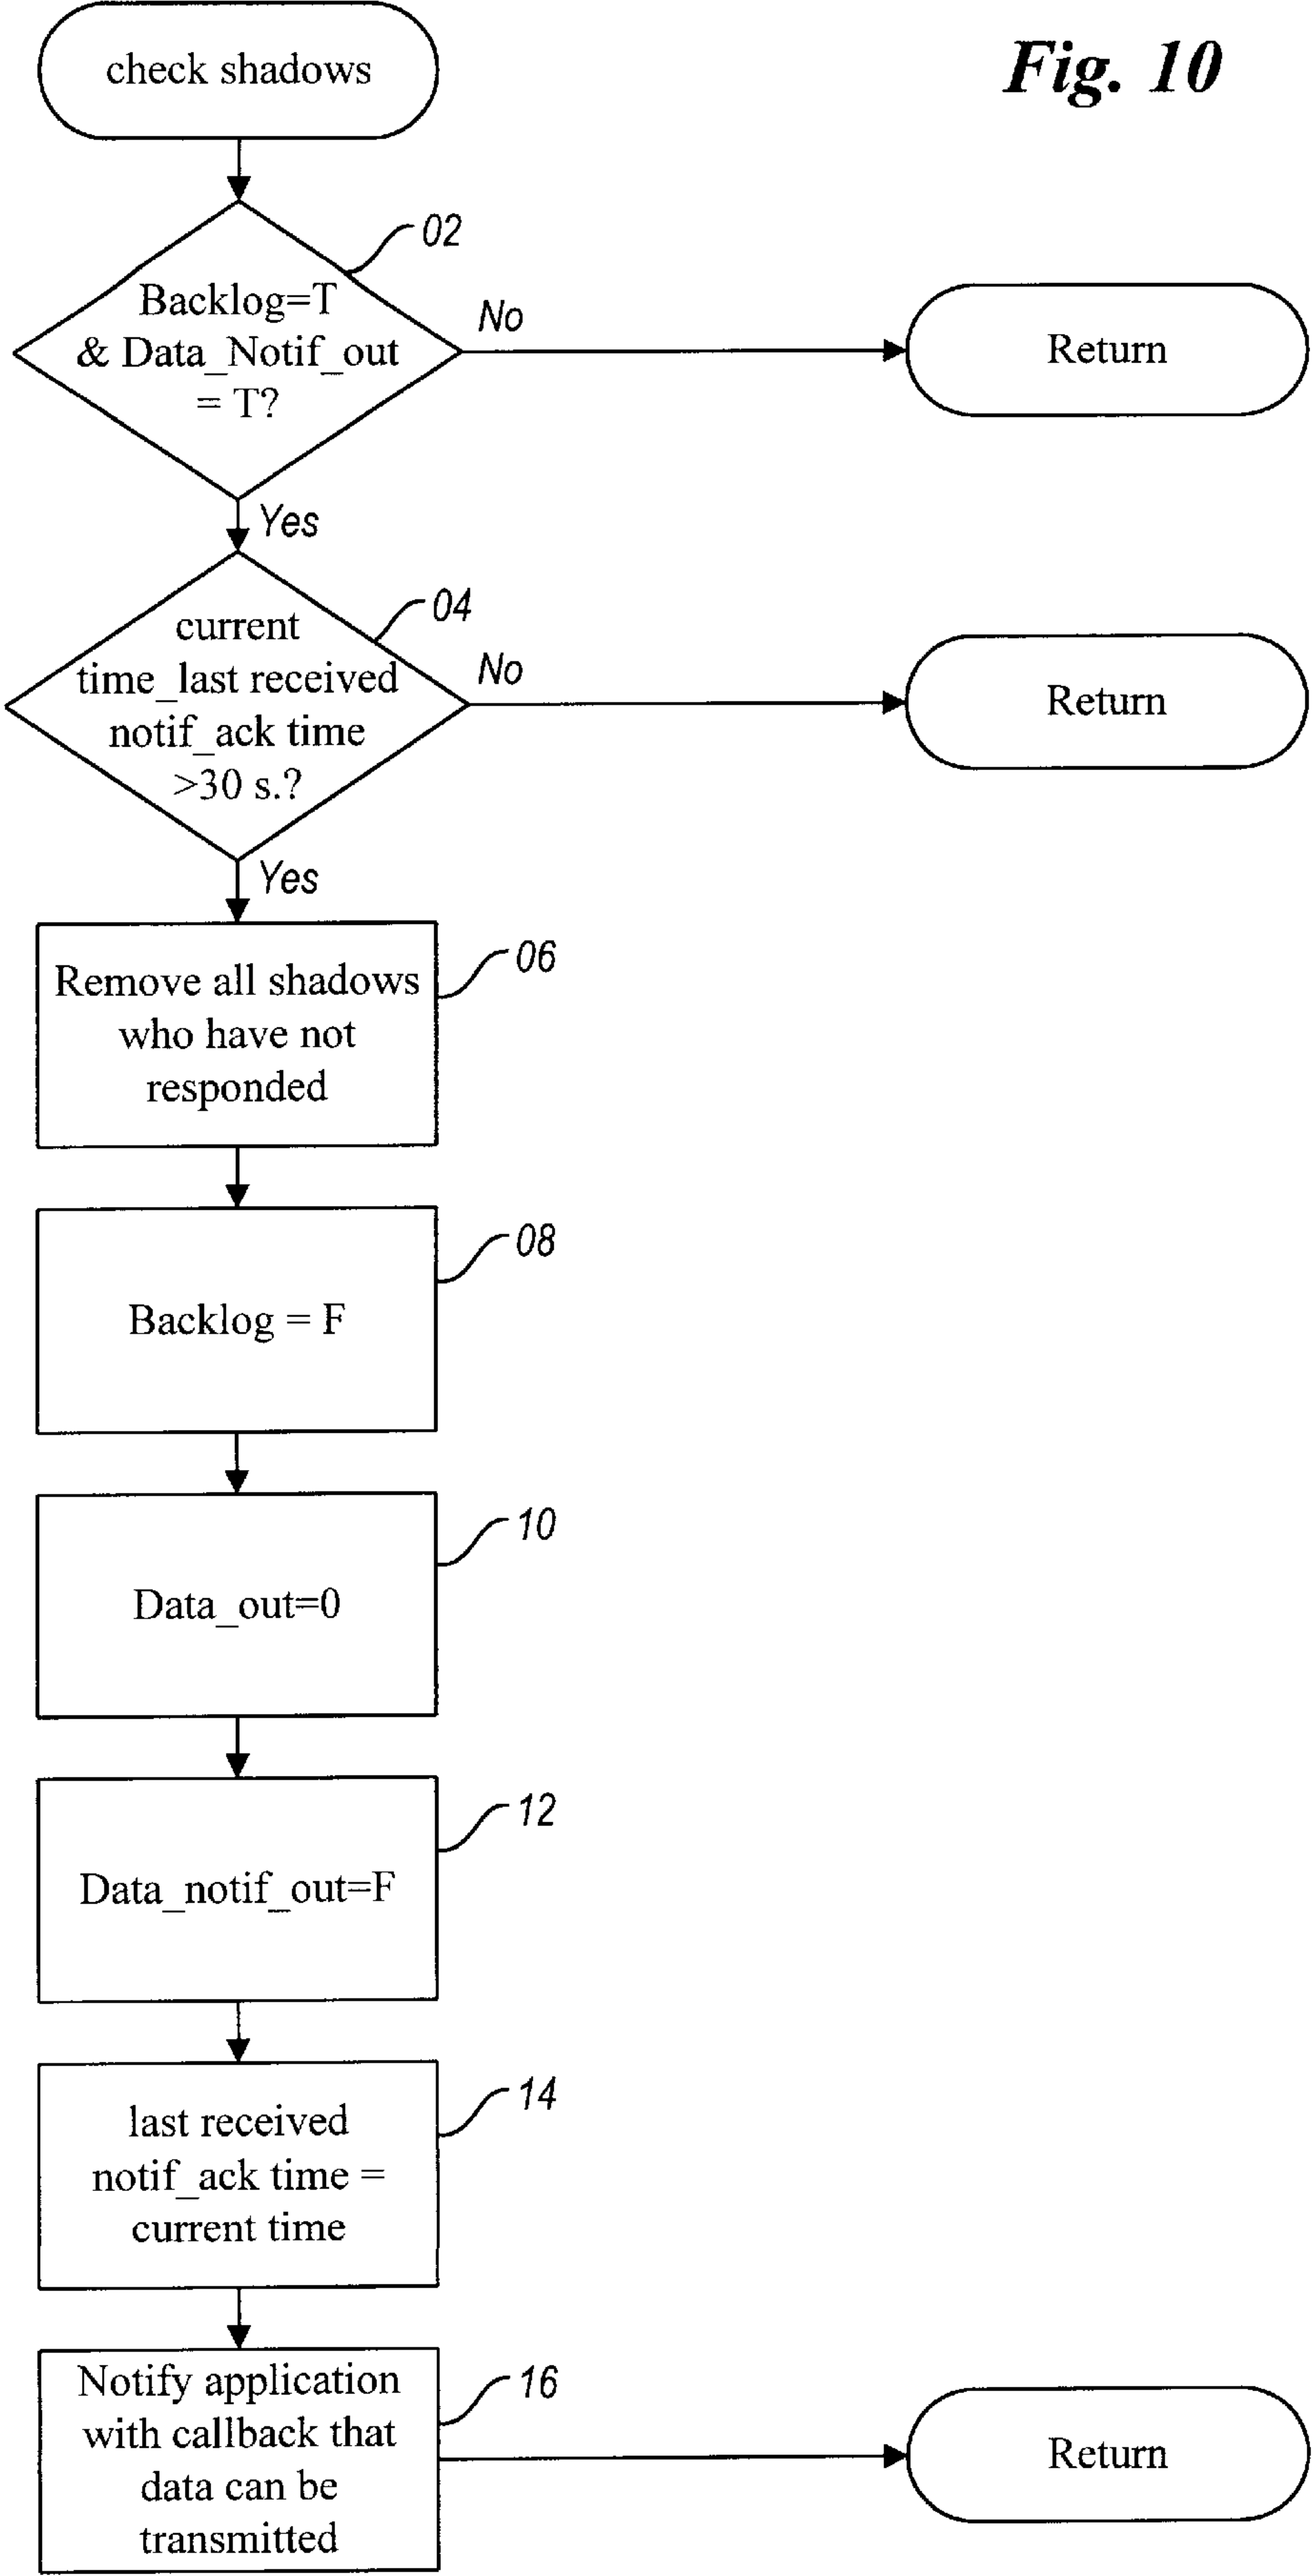 check shadows
Fig. 10
02
Backlog=T
& Data_Notif_out
= T?
No
Return
Yes
04
current
time_last received
notif_ack time
>30 s.?
No
Return
Yes
06
Remove all shadows
who have not
responded
08
Backlog = F
10
Data_out=0
12
Data_notif_out=F
14
last received
notif_ack time =
current time
16
Notify application
with callback that
data can be
transmitted
Return